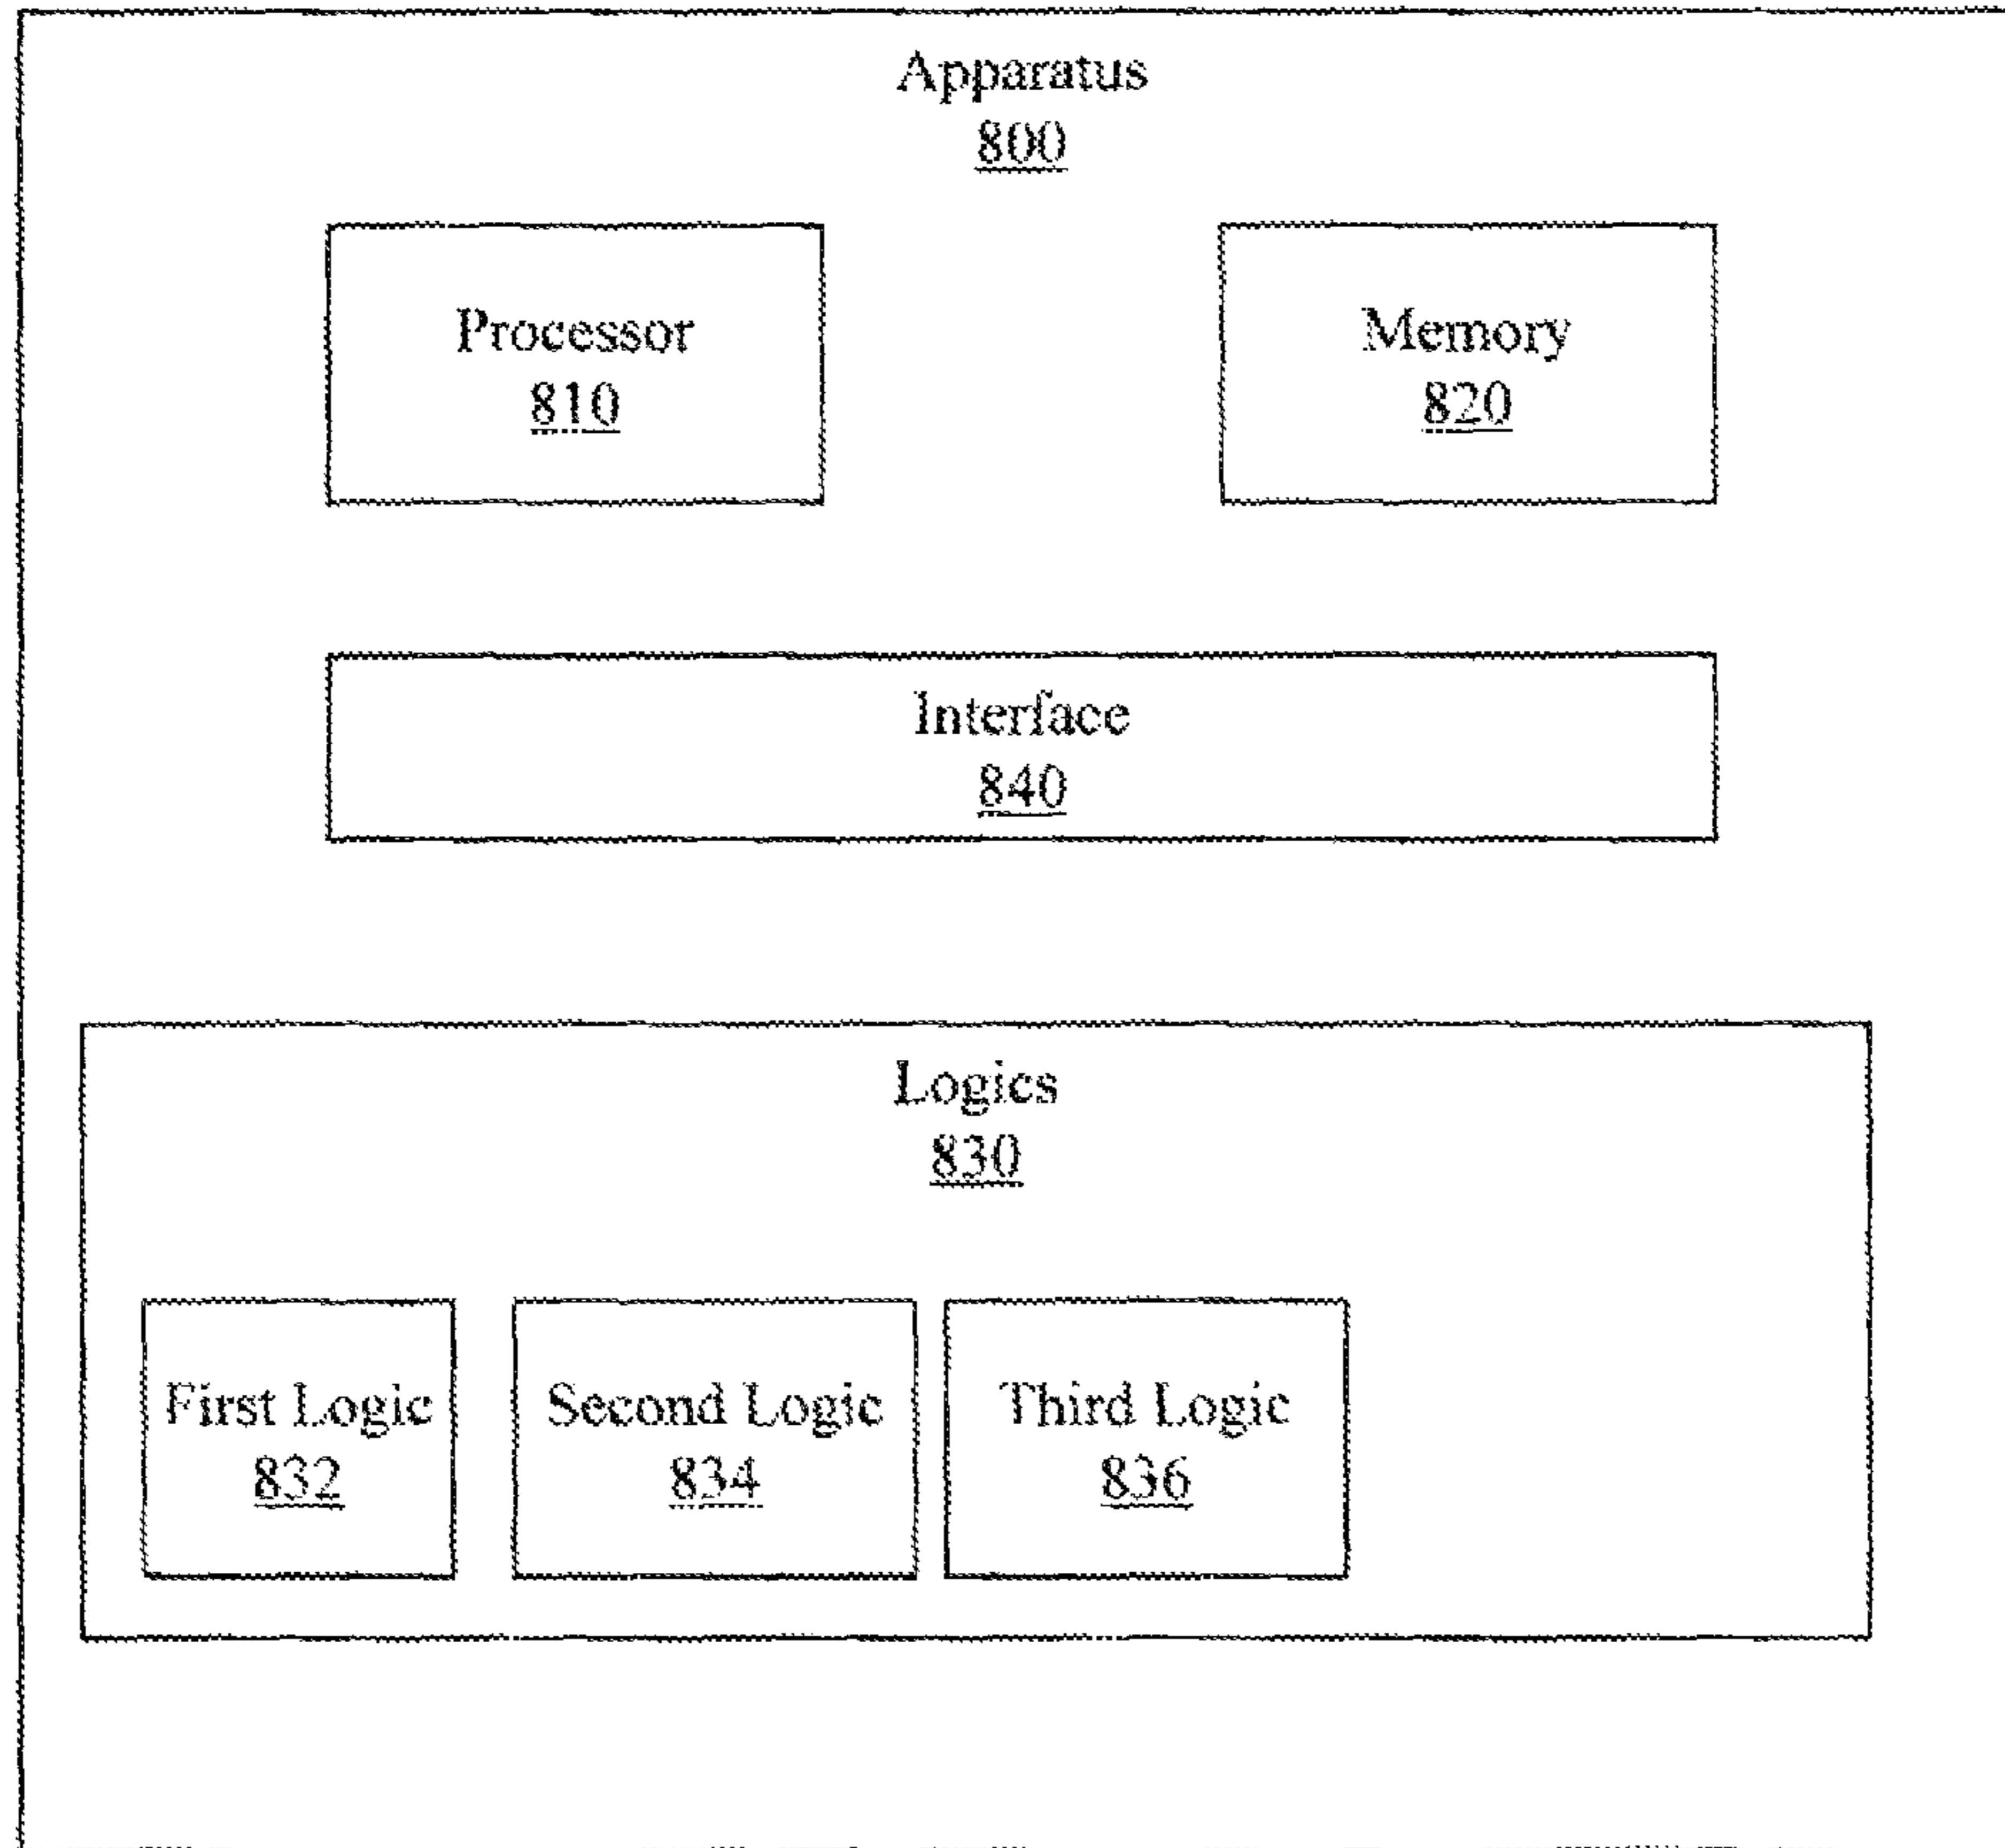 Apparatus
800
Processor
810
Memory
820
Interface
840
Logics
830
First Logic
832
Second Logic
834
Third Logic
836